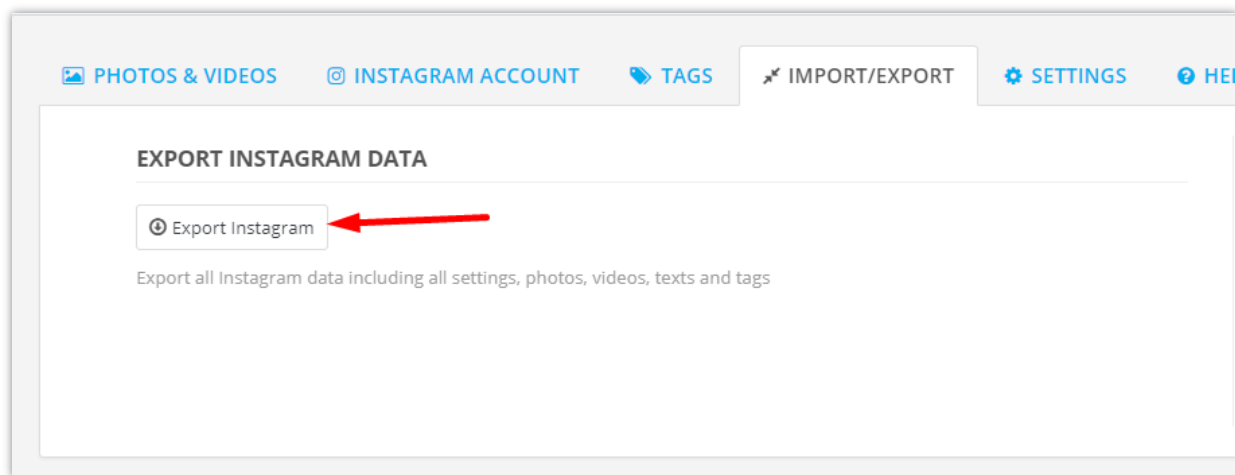 PHOTOS & VIDEOS INSTAGRAM ACCOUNT TAGS IMPORT/EXPORT SETTINGS
EXPORT INSTAGRAM DATA
Export Instagram
Export all Instagram data including all settings, photos, videos, texts and tags